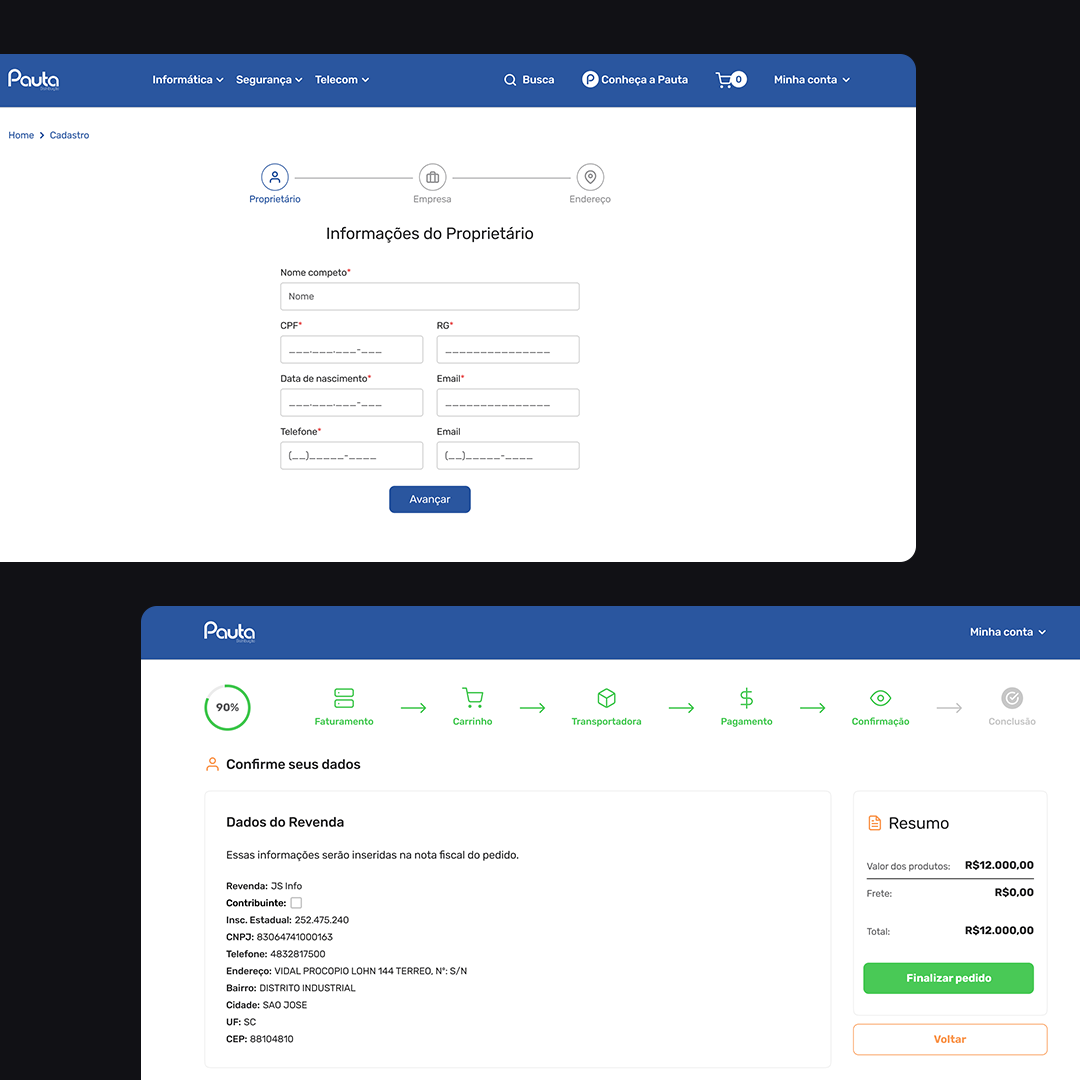 Pauta
distribuição
Informática Segurança Telecom Busca P Conheça a Pauta 0 Minha conta
Home > Cadastro
Proprietário Empresa Endereço
Informações do Proprietário
Nome competo*
Nome
CPF* RG*
___.___.___-___ _______________
Data de nascimento* Email*
___.___.___-___ _______________
Telefone* Email
(__)_____-____ (__)_____-____
Avançar
Pauta
distribuição
Minha conta
90%
Faturamento Carrinho Transportadora Pagamento Confirmação Conclusão
Confirme seus dados
Dados do Revenda
Essas informações serão inseridas na nota fiscal do pedido.
Revenda: JS Info
Contribuinte:
Insc. Estadual: 252.475.240
CNPJ: 83064741000163
Telefone: 4832817500
Endereço: VIDAL PROCOPIO LOHN 144 TERREO, Nº: S/N
Bairro: DISTRITO INDUSTRIAL
Cidade: SAO JOSE
UF: SC
CEP: 88104810
Resumo
Valor dos produtos: R$12.000,00
Frete: R$0,00
Total: R$12.000,00
Finalizar pedido
Voltar